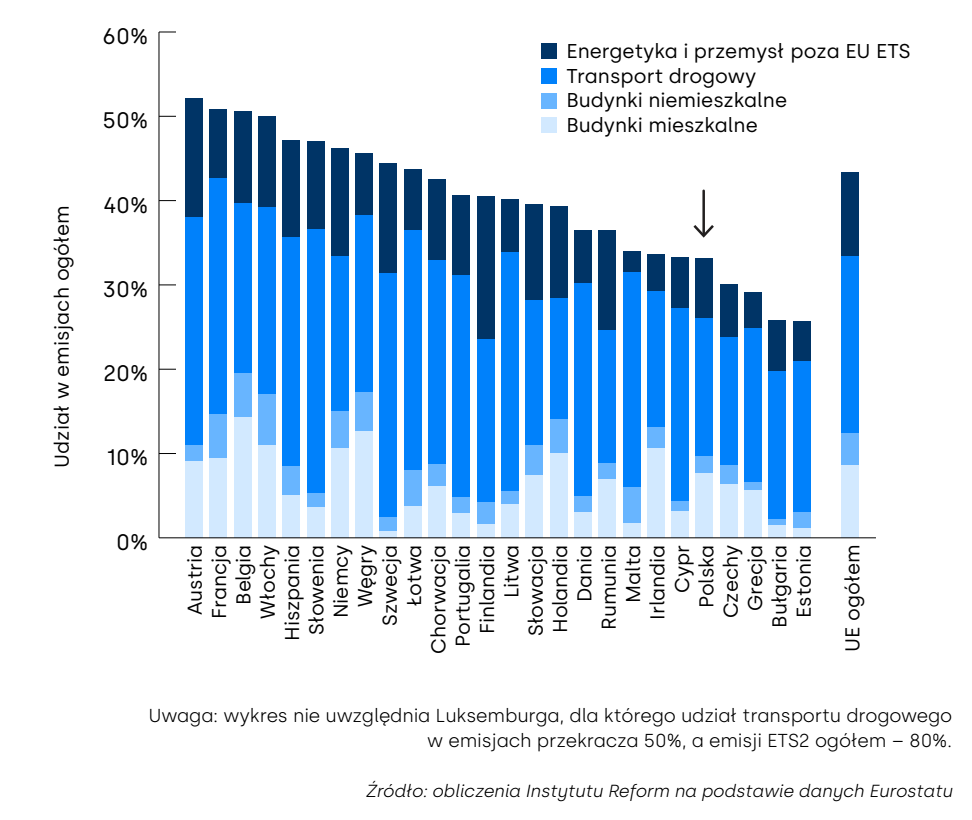 60%
50%
40%
30%
20%
10%
0%
Udział w emisjach ogółem
Energetyka i przemysł poza EU ETS
Transport drogowy
Budynki niemieszkalne
Budynki mieszkalne
Austria
Francja
Belgia
Włochy
Hiszpania
Słowenia
Niemcy
Węgry
Szwecja
Łotwa
Chorwacja
Portugalia
Finlandia
Litwa
Słowacja
Holandia
Dania
Rumunia
Malta
Irlandia
Cypr
Polska
Czechy
Grecja
Bułgaria
Estonia
UE ogółem
Uwaga: wykres nie uwzględnia Luksemburga, dla którego udział transportu drogowego
w emisjach przekracza 50%, a emisji ETS2 ogółem – 80%.
Źródło: obliczenia Instytutu Reform na podstawie danych Eurostatu